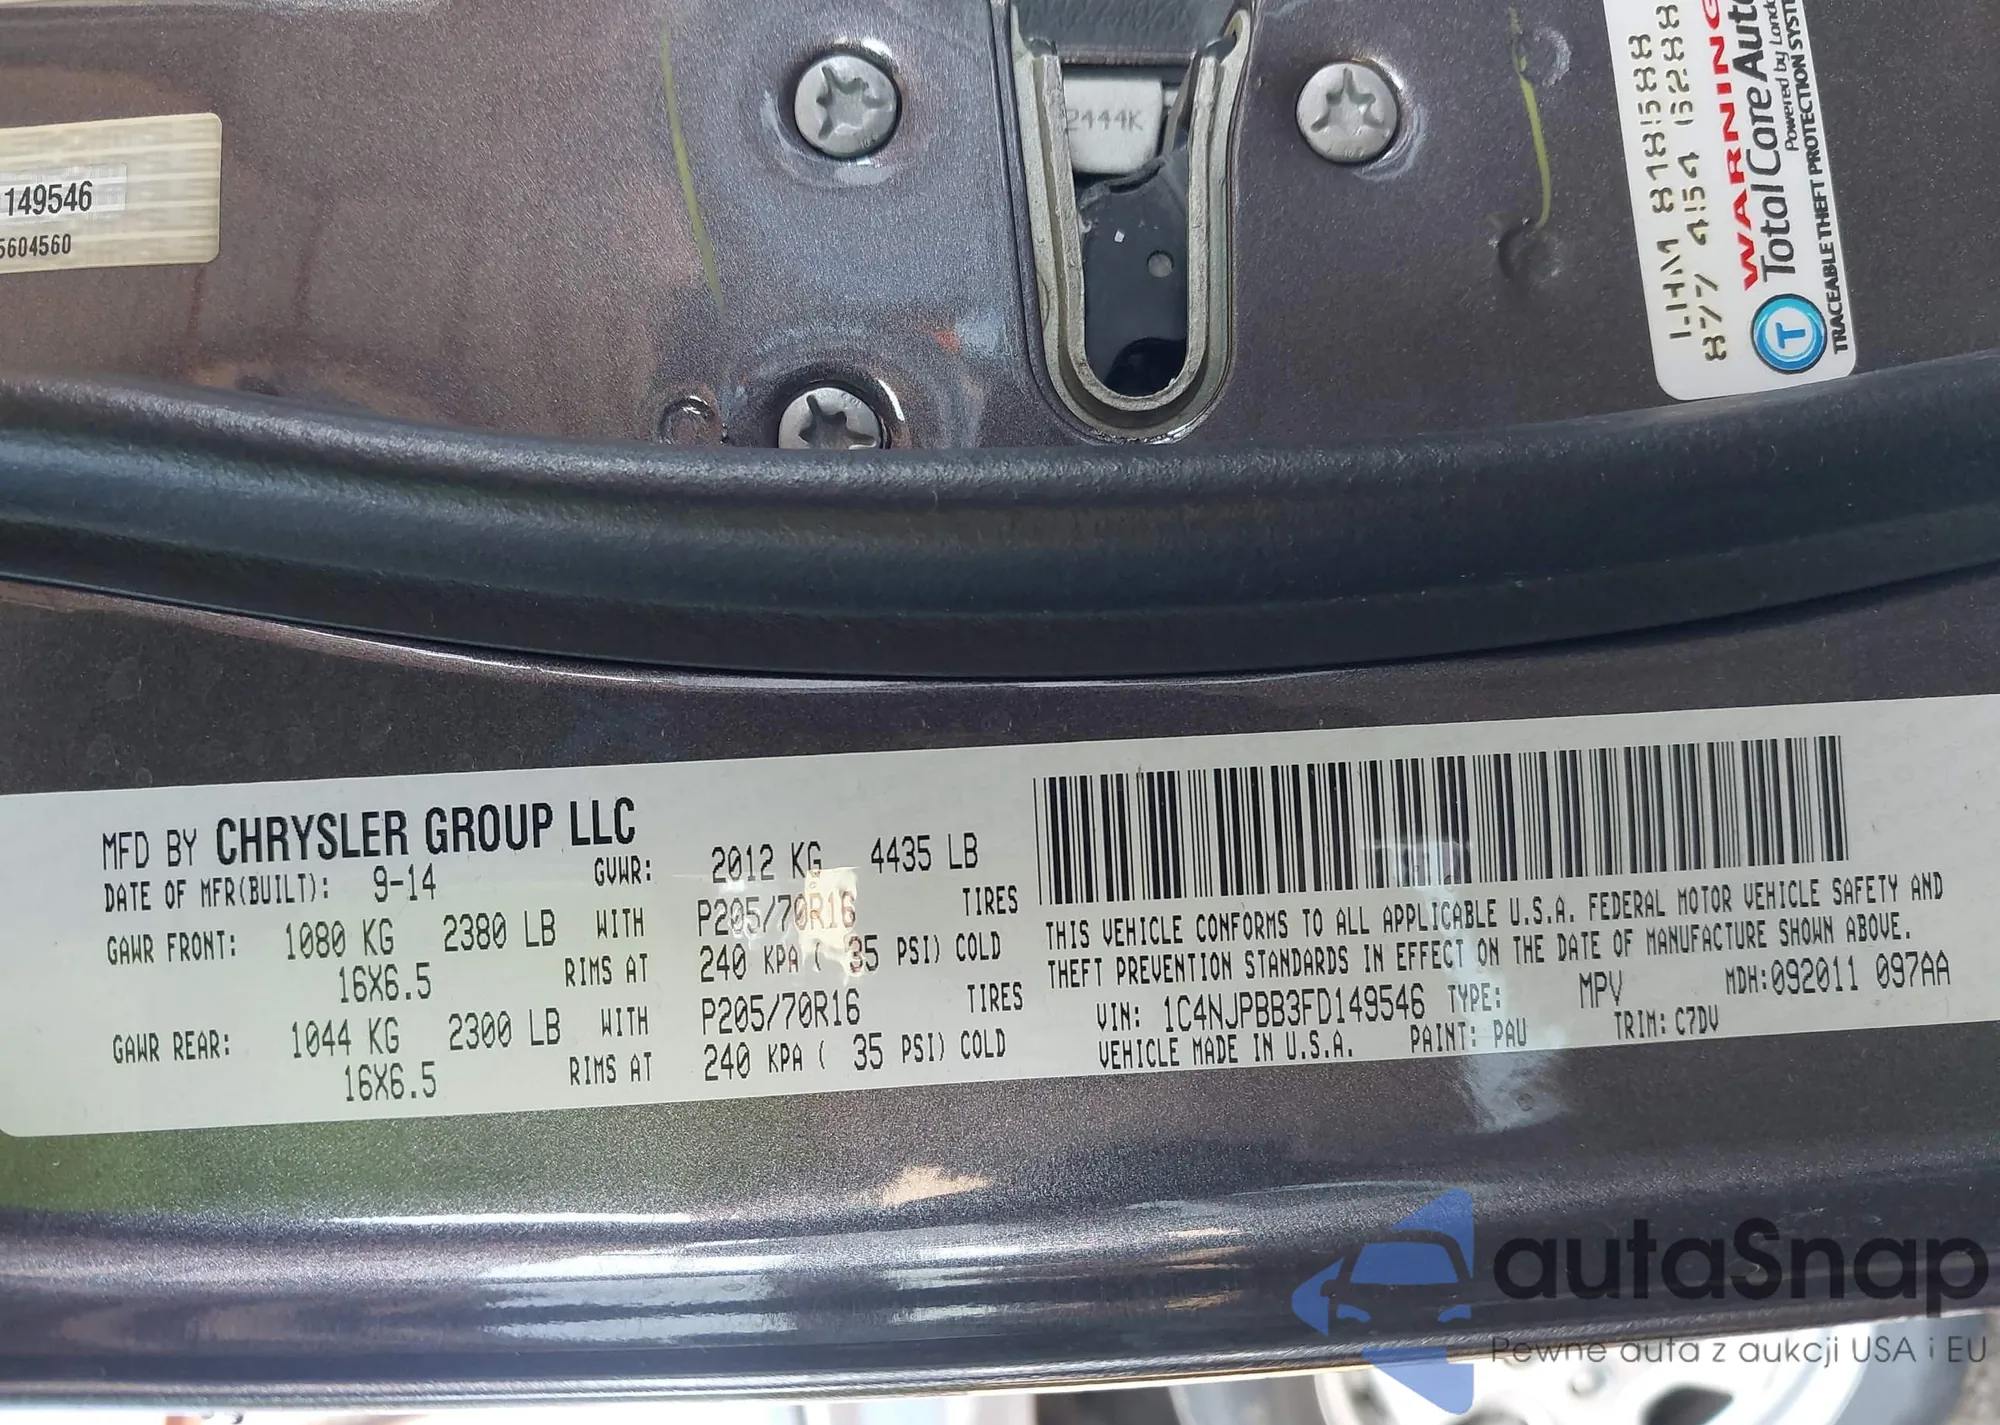 2444K
149546
5604560
LHM 818588
877 454 6288
WARNING
Total Care Auto
Powered by
TRACEABLE THEFT PROTECTION
T
MFD BY CHRYSLER GROUP LLC
DATE OF MFR(BUILT): 9-14 GVWR: 2012 KG 4435 LB
GAWR FRONT: 1080 KG 2380 LB WITH P205/70R16 TIRES
16X6.5 RIMS AT 240 KPA ( 35 PSI) COLD
GAWR REAR: 1044 KG 2300 LB WITH P205/70R16 TIRES
16X6.5 RIMS AT 240 KPA ( 35 PSI) COLD
THIS VEHICLE CONFORMS TO ALL APPLICABLE U.S.A. FEDERAL MOTOR VEHICLE SAFETY AND
THEFT PREVENTION STANDARDS IN EFFECT ON THE DATE OF MANUFACTURE SHOWN ABOVE.
VIN: 1C4NJPBB3FD149546 TYPE: MPV MDH:092011 097AA
VEHICLE MADE IN U.S.A. PAINT: PAU TRIM: C7DV
autaSnap
Pewne auta z aukcji USA i EU